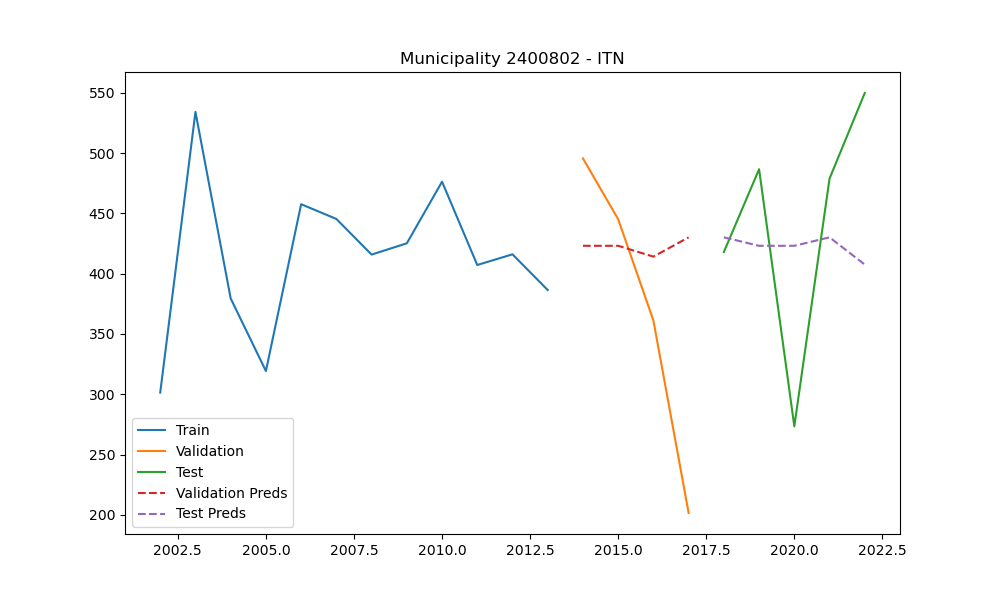 Municipality 2400802 - ITN
550
500
450
400
350
300
250
200
Train
Validation
Test
Validation Preds
Test Preds
2002.5 2005.0 2007.5 2010.0 2012.5 2015.0 2017.5 2020.0 2022.5